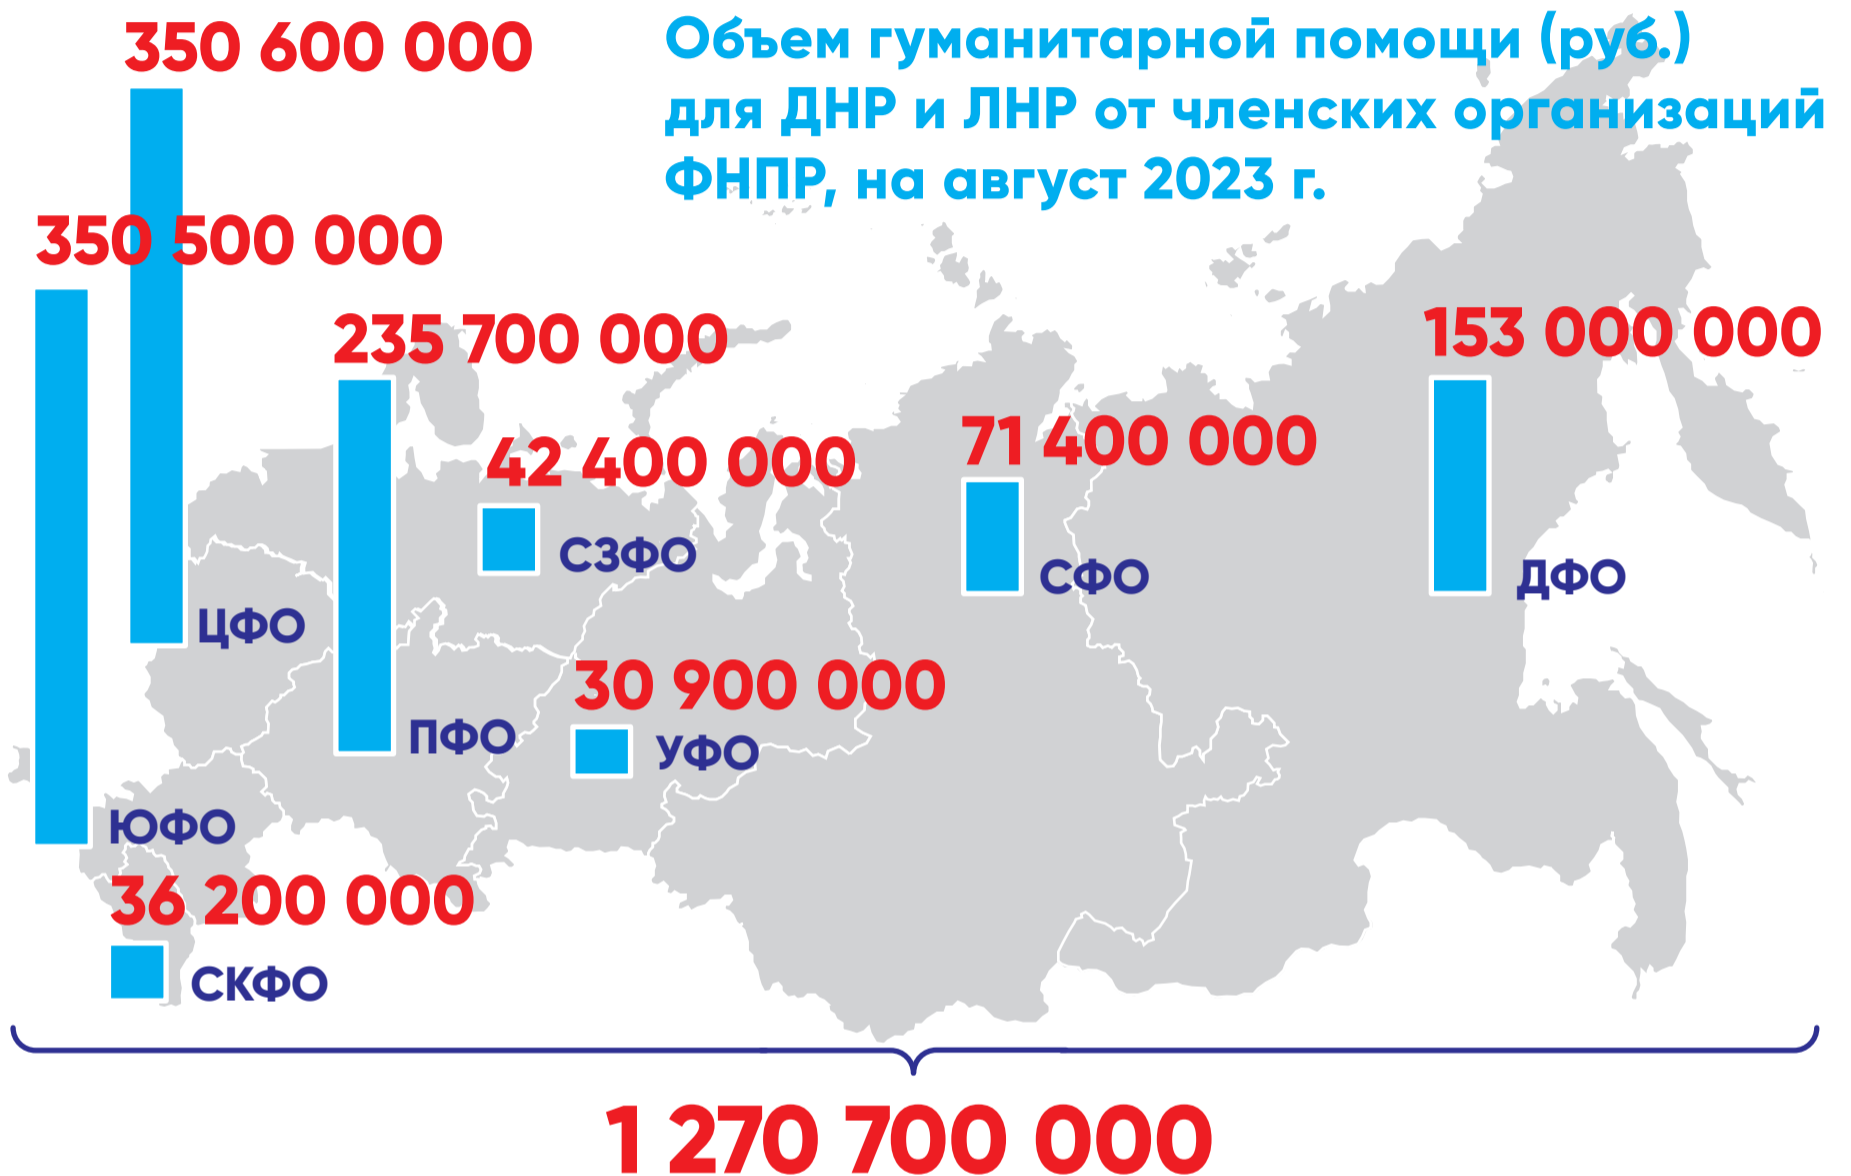 350 600 000
Объем гуманитарной помощи (руб.)
для ДНР и ЛНР от членских организаций
ФНПР, на август 2023 г.
350 500 000
235 700 000
153 000 000
42 400 000
71 400 000
СЗФО
СФО
ДФО
ЦФО
30 900 000
ПФО
УФО
ЮФО
36 200 000
СКФО
1 270 700 000